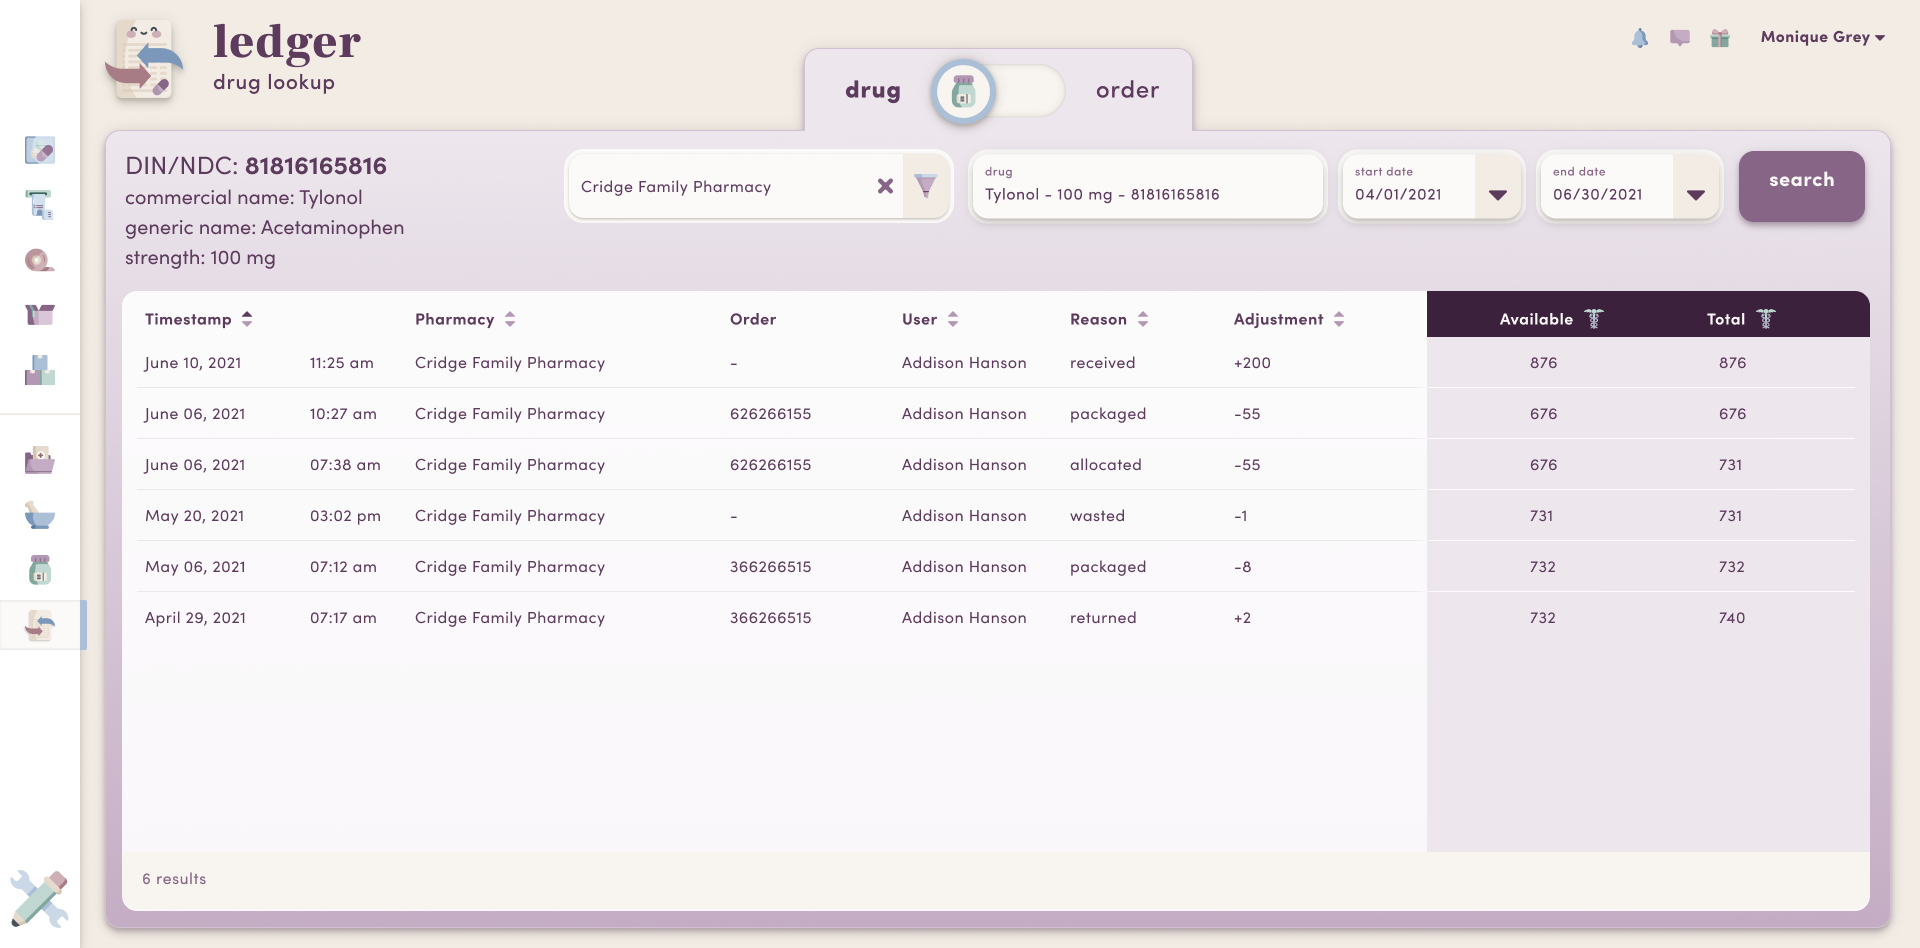 ledger
drug lookup
Monique Grey
drug
order
DIN/NDC: 81816165816
commercial name: Tylonol
generic name: Acetaminophen
strength: 100 mg
Cridge Family Pharmacy
drug
Tylonol - 100 mg - 81816165816
start date
04/01/2021
end date
06/30/2021
search
Timestamp Pharmacy Order User Reason Adjustment Available Total
June 10, 2021 11:25 am Cridge Family Pharmacy - Addison Hanson received +200 876 876
June 06, 2021 10:27 am Cridge Family Pharmacy 626266155 Addison Hanson packaged -55 676 676
June 06, 2021 07:38 am Cridge Family Pharmacy 626266155 Addison Hanson allocated -55 676 731
May 20, 2021 03:02 pm Cridge Family Pharmacy - Addison Hanson wasted -1 731 731
May 06, 2021 07:12 am Cridge Family Pharmacy 366266515 Addison Hanson packaged -8 732 732
April 29, 2021 07:17 am Cridge Family Pharmacy 366266515 Addison Hanson returned +2 732 740
6 results